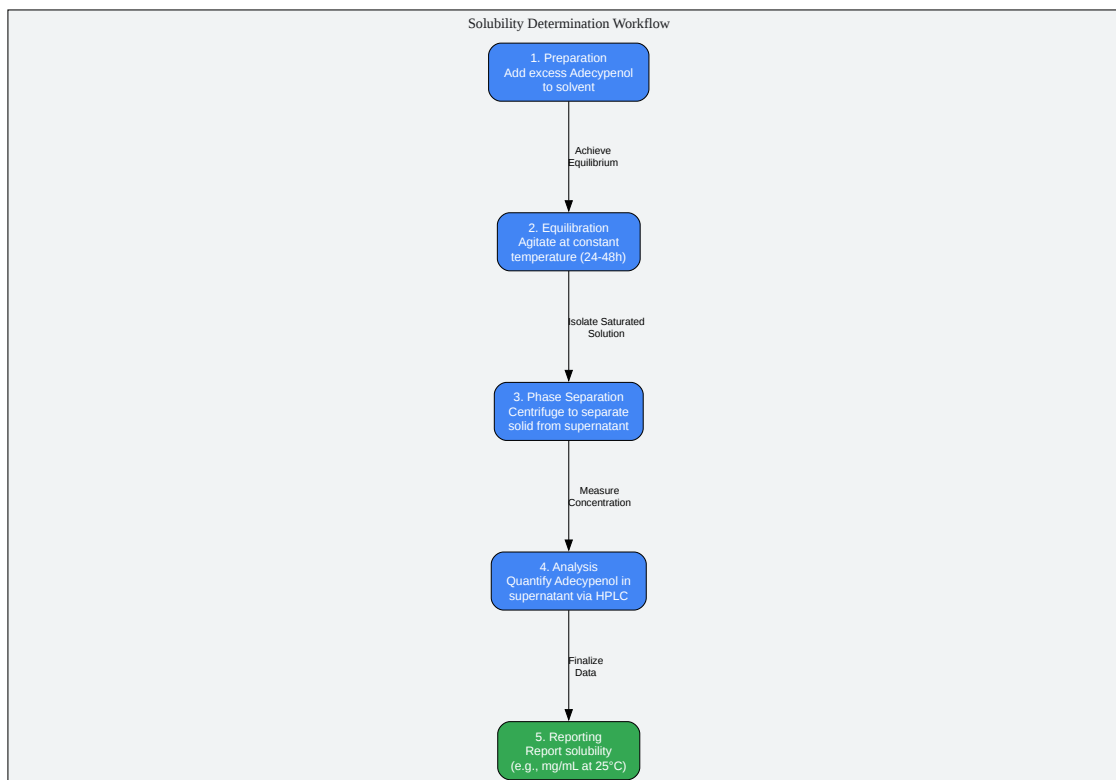 Solubility Determination Workflow
1. Preparation
Add excess Adecypenol
to solvent
Achieve
Equilibrium
2. Equilibration
Agitate at constant
temperature (24-48h)
Isolate Saturated
Solution
3. Phase Separation
Centrifuge to separate
solid from supernatant
Measure
Concentration
4. Analysis
Quantify Adecypenol in
supernatant via HPLC
Finalize
Data
5. Reporting
Report solubility
(e.g., mg/mL at 25°C)